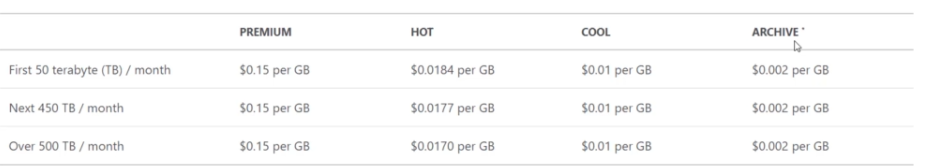 PREMIUM HOT COOL ARCHIVE *
First 50 terabyte (TB) / month $0.15 per GB $0.0184 per GB $0.01 per GB $0.002 per GB
Next 450 TB / month $0.15 per GB $0.0177 per GB $0.01 per GB $0.002 per GB
Over 500 TB / month $0.15 per GB $0.0170 per GB $0.01 per GB $0.002 per GB